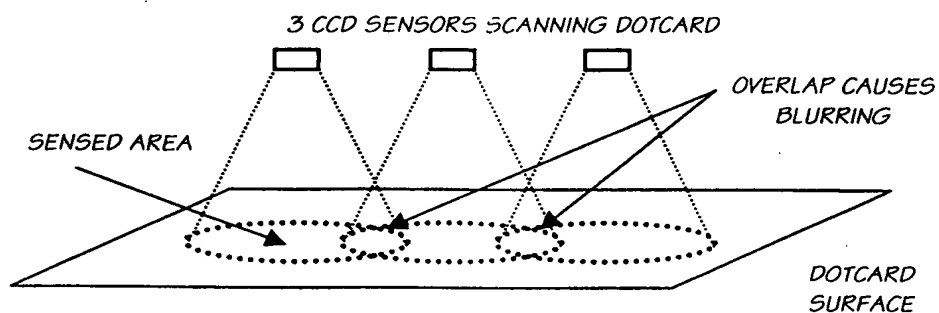 3 CCD SENSORS SCANNING DOTCARD
OVERLAP CAUSES
BLURRING
SENSED AREA
DOTCARD
SURFACE